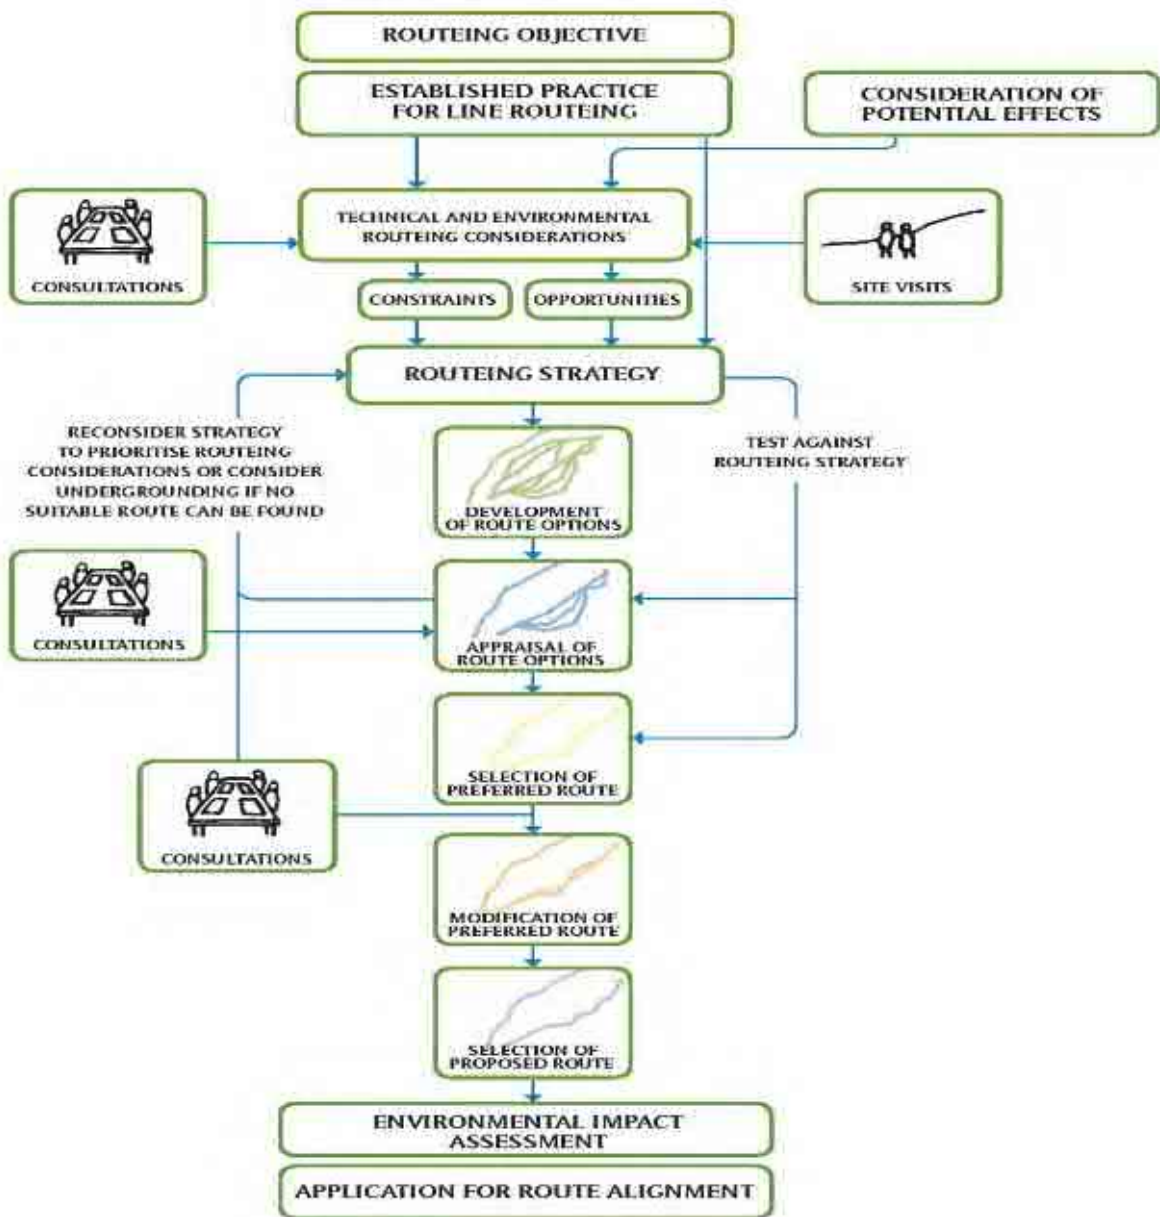 ROUTEING OBJECTIVE
ESTABLISHED PRACTICE
FOR LINE ROUTEING
CONSIDERATION OF
POTENTIAL EFFECTS
CONSULTATIONS
TECHNICAL AND ENVIRONMENTAL
ROUTEING CONSIDERATIONS
SITE VISITS
CONSTRAINTS
OPPORTUNITIES
ROUTEING STRATEGY
RECONSIDER STRATEGY
TO PRIORITISE ROUTEING
CONSIDERATIONS OR CONSIDER
UNDERGROUNDING IF NO
SUITABLE ROUTE CAN BE FOUND
TEST AGAINST
ROUTEING STRATEGY
DEVELOPMENT
OF ROUTE OPTIONS
CONSULTATIONS
APPRAISAL OF
ROUTE OPTIONS
SELECTION OF
PREFERRED ROUTE
CONSULTATIONS
MODIFICATION OF
PREFERRED ROUTE
SELECTION OF
PROPOSED ROUTE
ENVIRONMENTAL IMPACT
ASSESSMENT
APPLICATION FOR ROUTE ALIGNMENT